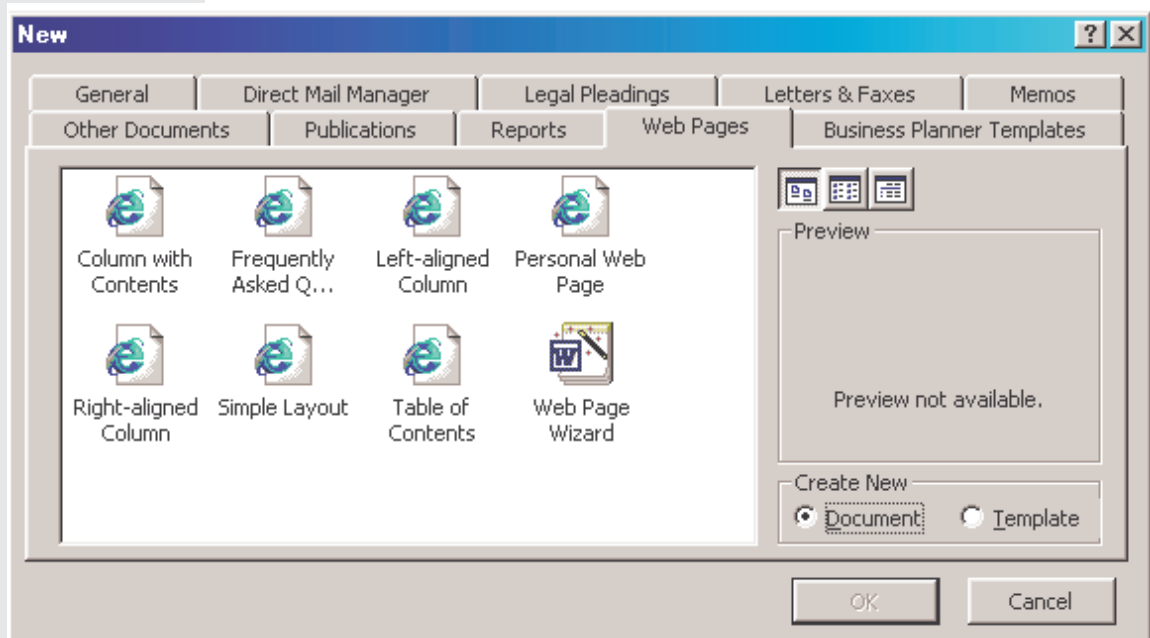 New
General Direct Mail Manager Legal Pleadings Letters & Faxes Memos
Other Documents Publications Reports Web Pages Business Planner Templates
Column with
Contents
Frequently
Asked Q...
Left-aligned
Column
Personal Web
Page
Right-aligned
Column
Simple Layout
Table of
Contents
Web Page
Wizard
Preview
Preview not available.
Create New
Document Template
OK Cancel